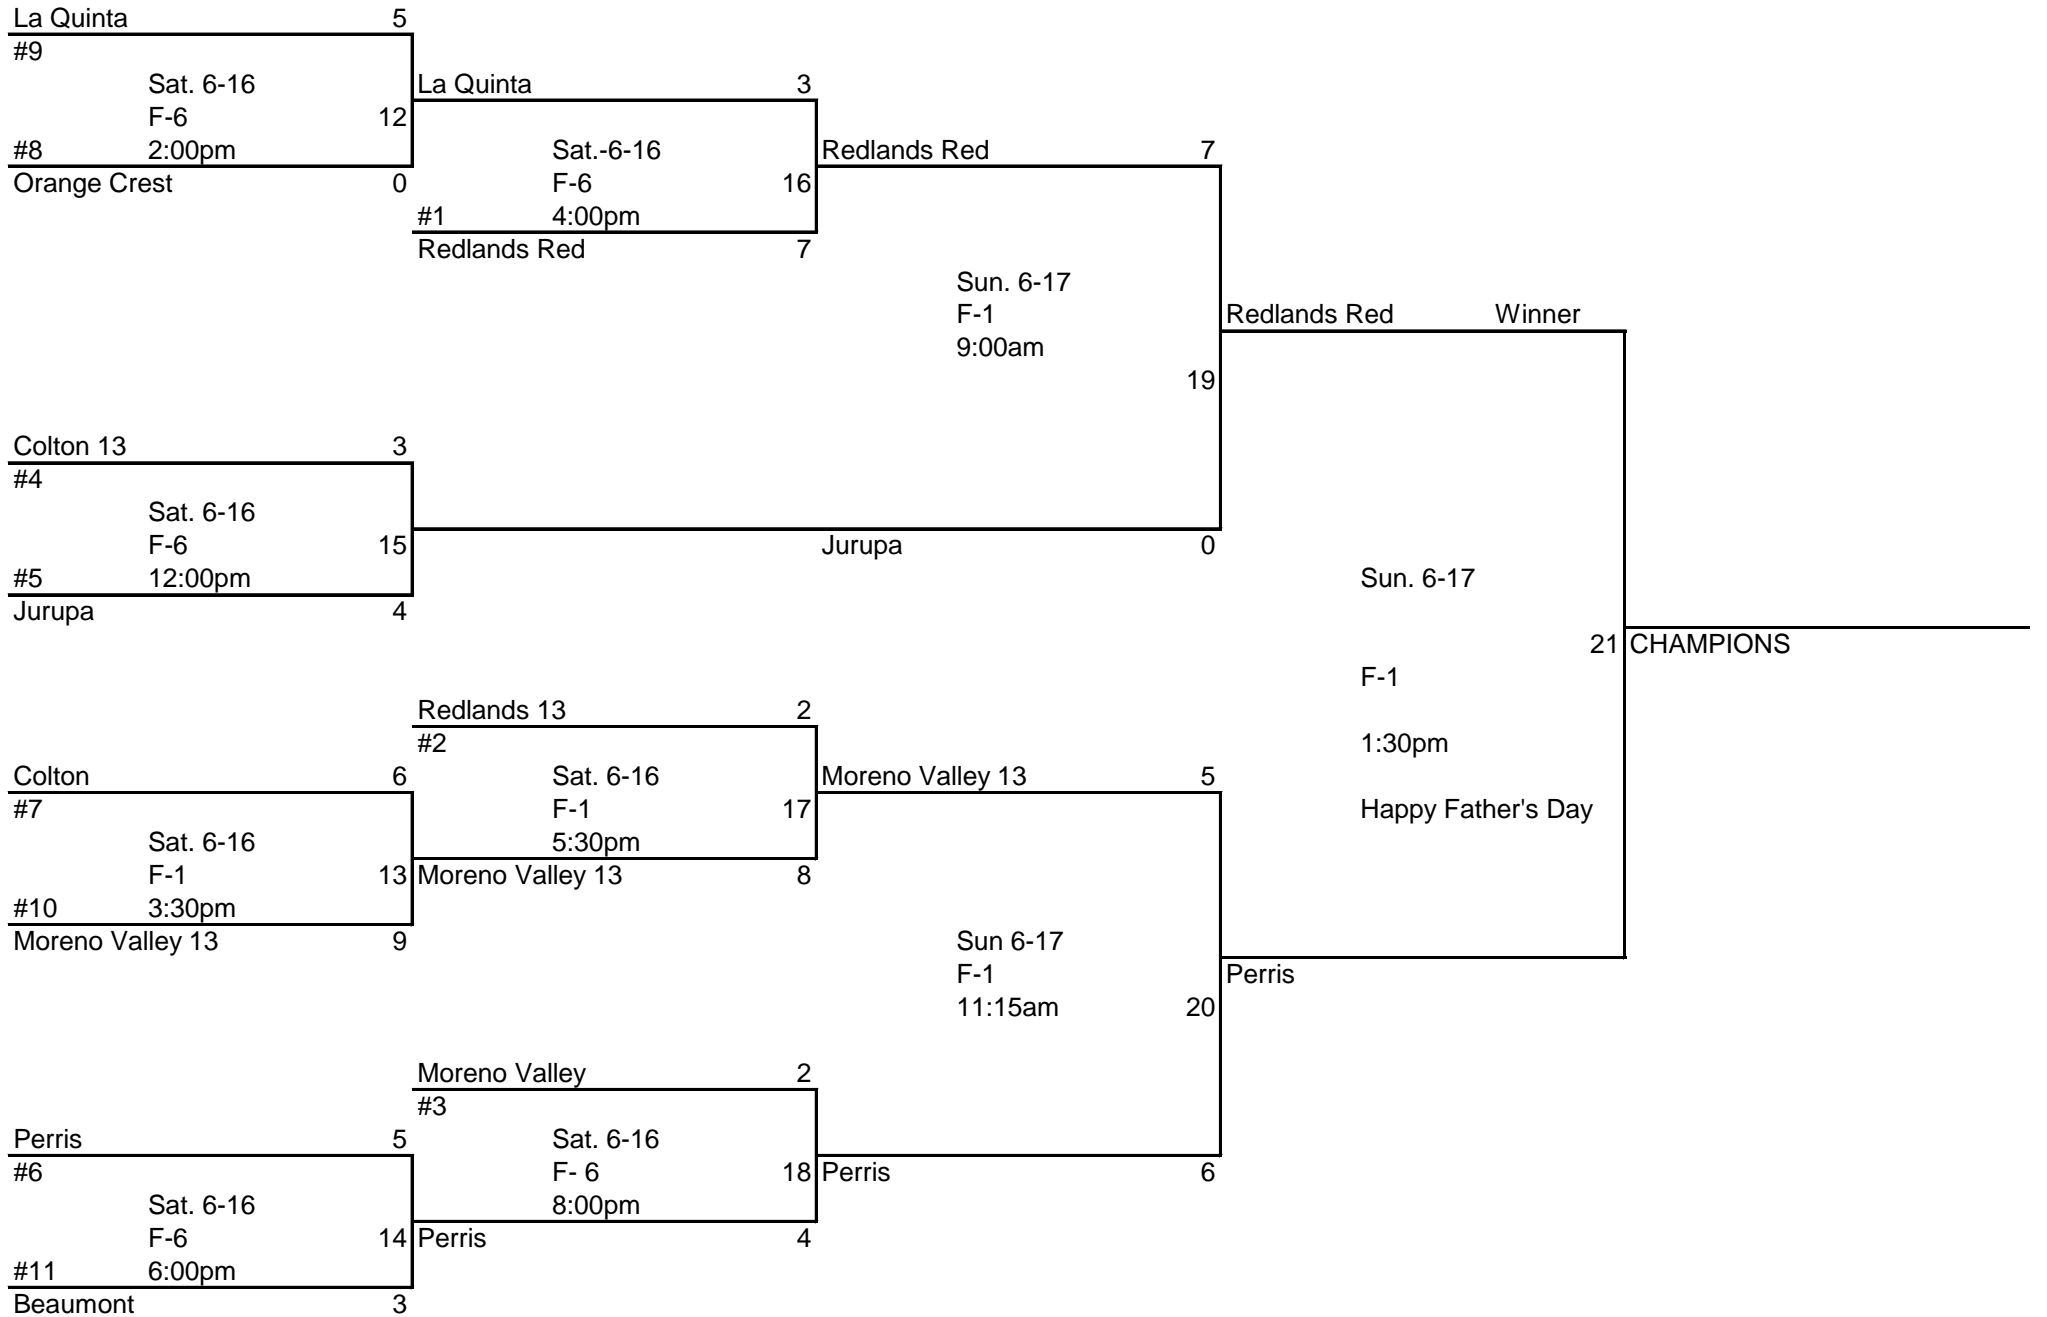 La Quinta 5
#9
Sat. 6-16 La Quinta 3
F-6 12
#8 2:00pm Sat.-6-16 Redlands Red 7
Orange Crest 0 F-6 16
#1 4:00pm
Redlands Red 7
Sun. 6-17
F-1 Redlands Red Winner
9:00am
19
Colton 13 3
#4
Sat. 6-16
F-6 15 Jurupa 0
#5 12:00pm Sun. 6-17
Jurupa 4
21 CHAMPIONS
F-1
Redlands 13 2
#2 1:30pm
Colton 6 Sat. 6-16 Moreno Valley 13 5
#7 F-1 17 Happy Father's Day
Sat. 6-16 5:30pm
F-1 13 Moreno Valley 13 8
#10 3:30pm
Moreno Valley 13 9 Sun 6-17
F-1 Perris
11:15am 20
Moreno Valley 2
#3
Perris 5 Sat. 6-16
#6 F- 6 18 Perris 6
Sat. 6-16 8:00pm
F-6 14 Perris 4
#11 6:00pm
Beaumont 3